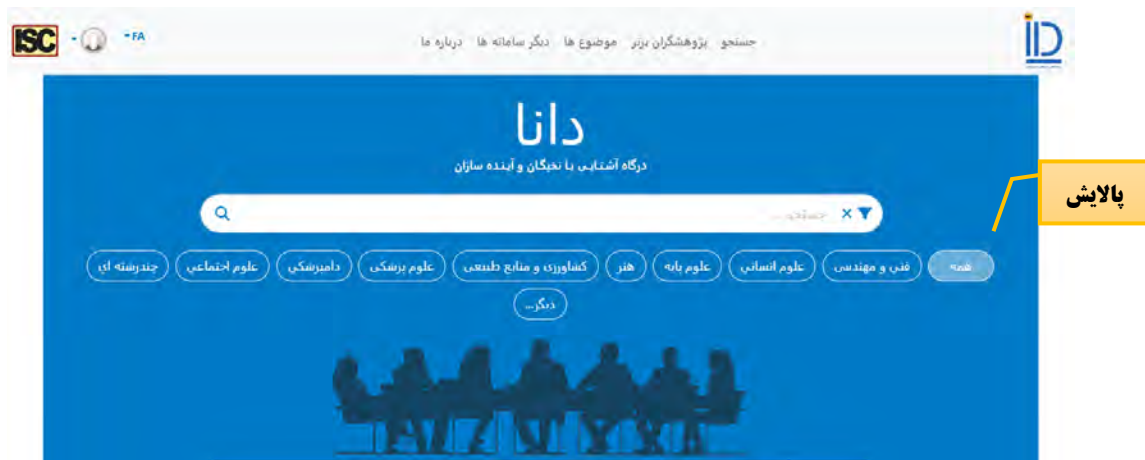 جستجو پژوهشگران برتر موضوع ها دیگر سامانه ها درباره ما
FA
ISC
دانا
درگاه آشنایی با نخبگان و آینده سازان
جستجو ...
پالایش
همه فنی و مهندسی علوم انسانی علوم پایه هنر کشاورزی و منابع طبیعی علوم پزشکی دامپزشکی علوم اجتماعی چندرشته ای
دیگر...